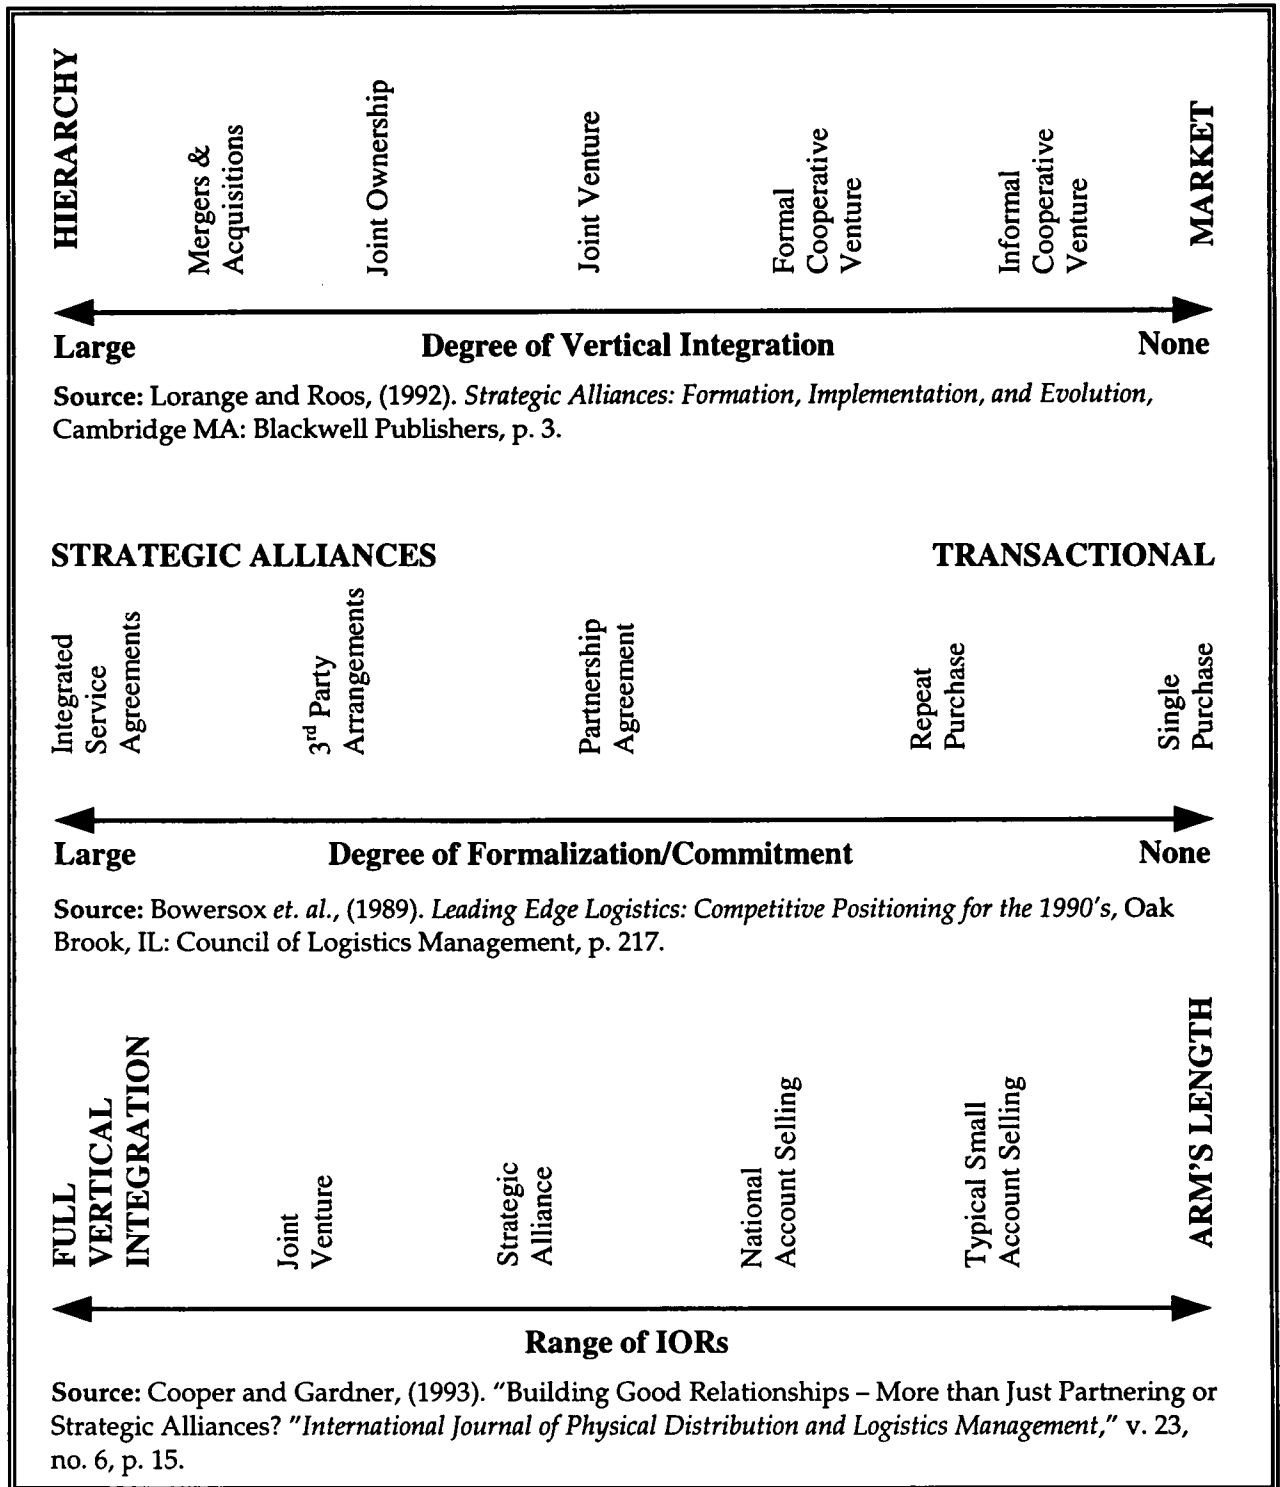 HIERARCHY
Mergers &
Acquisitions
Joint Ownership
Joint Venture
Formal
Cooperative
Venture
Informal
Cooperative
Venture
MARKET
Large Degree of Vertical Integration None
Source: Lorange and Roos, (1992). Strategic Alliances: Formation, Implementation, and Evolution,
Cambridge MA: Blackwell Publishers, p. 3.
STRATEGIC ALLIANCES TRANSACTIONAL
Integrated
Service
Agreements
3rd Party
Arrangements
Partnership
Agreement
Repeat
Purchase
Single
Purchase
Large Degree of Formalization/Commitment None
Source: Bowersox et. al., (1989). Leading Edge Logistics: Competitive Positioning for the 1990's, Oak
Brook, IL: Council of Logistics Management, p. 217.
FULL
VERTICAL
INTEGRATION
Joint
Venture
Strategic
Alliance
National
Account Selling
Typical Small
Account Selling
ARM'S LENGTH
Range of IORs
Source: Cooper and Gardner, (1993). "Building Good Relationships – More than Just Partnering or
Strategic Alliances? "International Journal of Physical Distribution and Logistics Management," v. 23,
no. 6, p. 15.